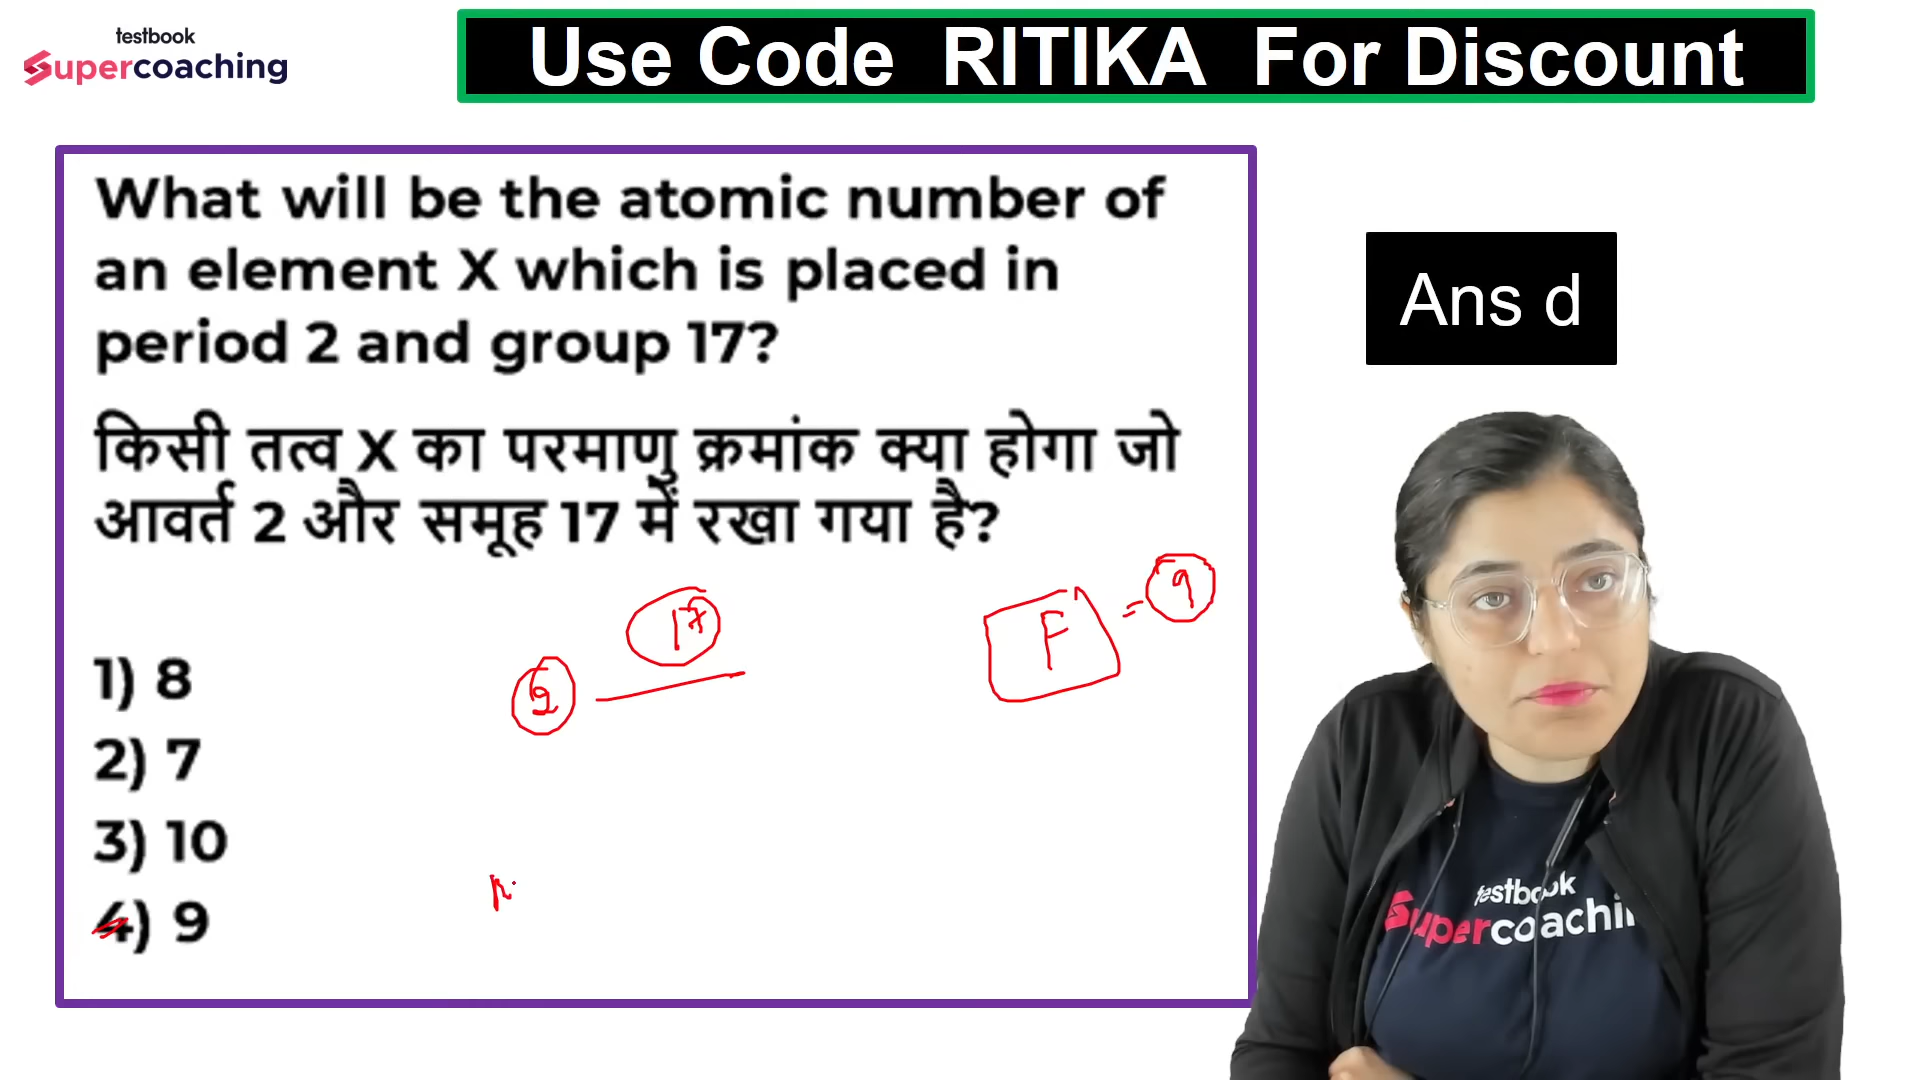 testbook
Supercoaching
Use Code RITIKA For Discount
What will be the atomic number of
an element X which is placed in
period 2 and group 17?
Ans d
किसी तत्व X का परमाणु क्रमांक क्या होगा जो
आवर्त 2 और समूह 17 में रखा गया है?
17
2
F = 9
1) 8
2) 7
3) 10
4) 9
testbook
Supercoachi